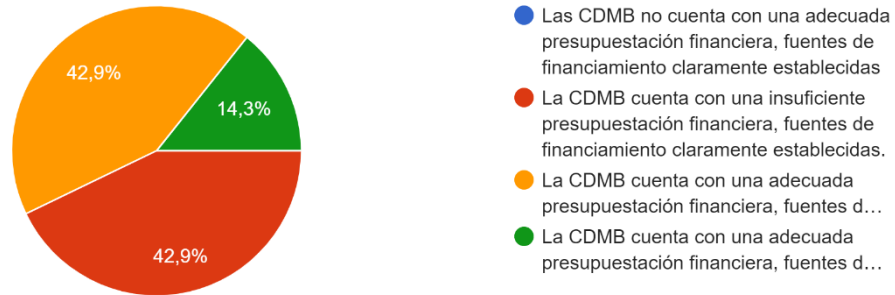 42,9%
14,3%
42,9%
Las CDMB no cuenta con una adecuada
presupuestación financiera, fuentes de
financiamiento claramente establecidas
La CDMB cuenta con una insuficiente
presupuestación financiera, fuentes de
financiamiento claramente establecidas.
La CDMB cuenta con una adecuada
presupuestación financiera, fuentes d…
La CDMB cuenta con una adecuada
presupuestación financiera, fuentes d…